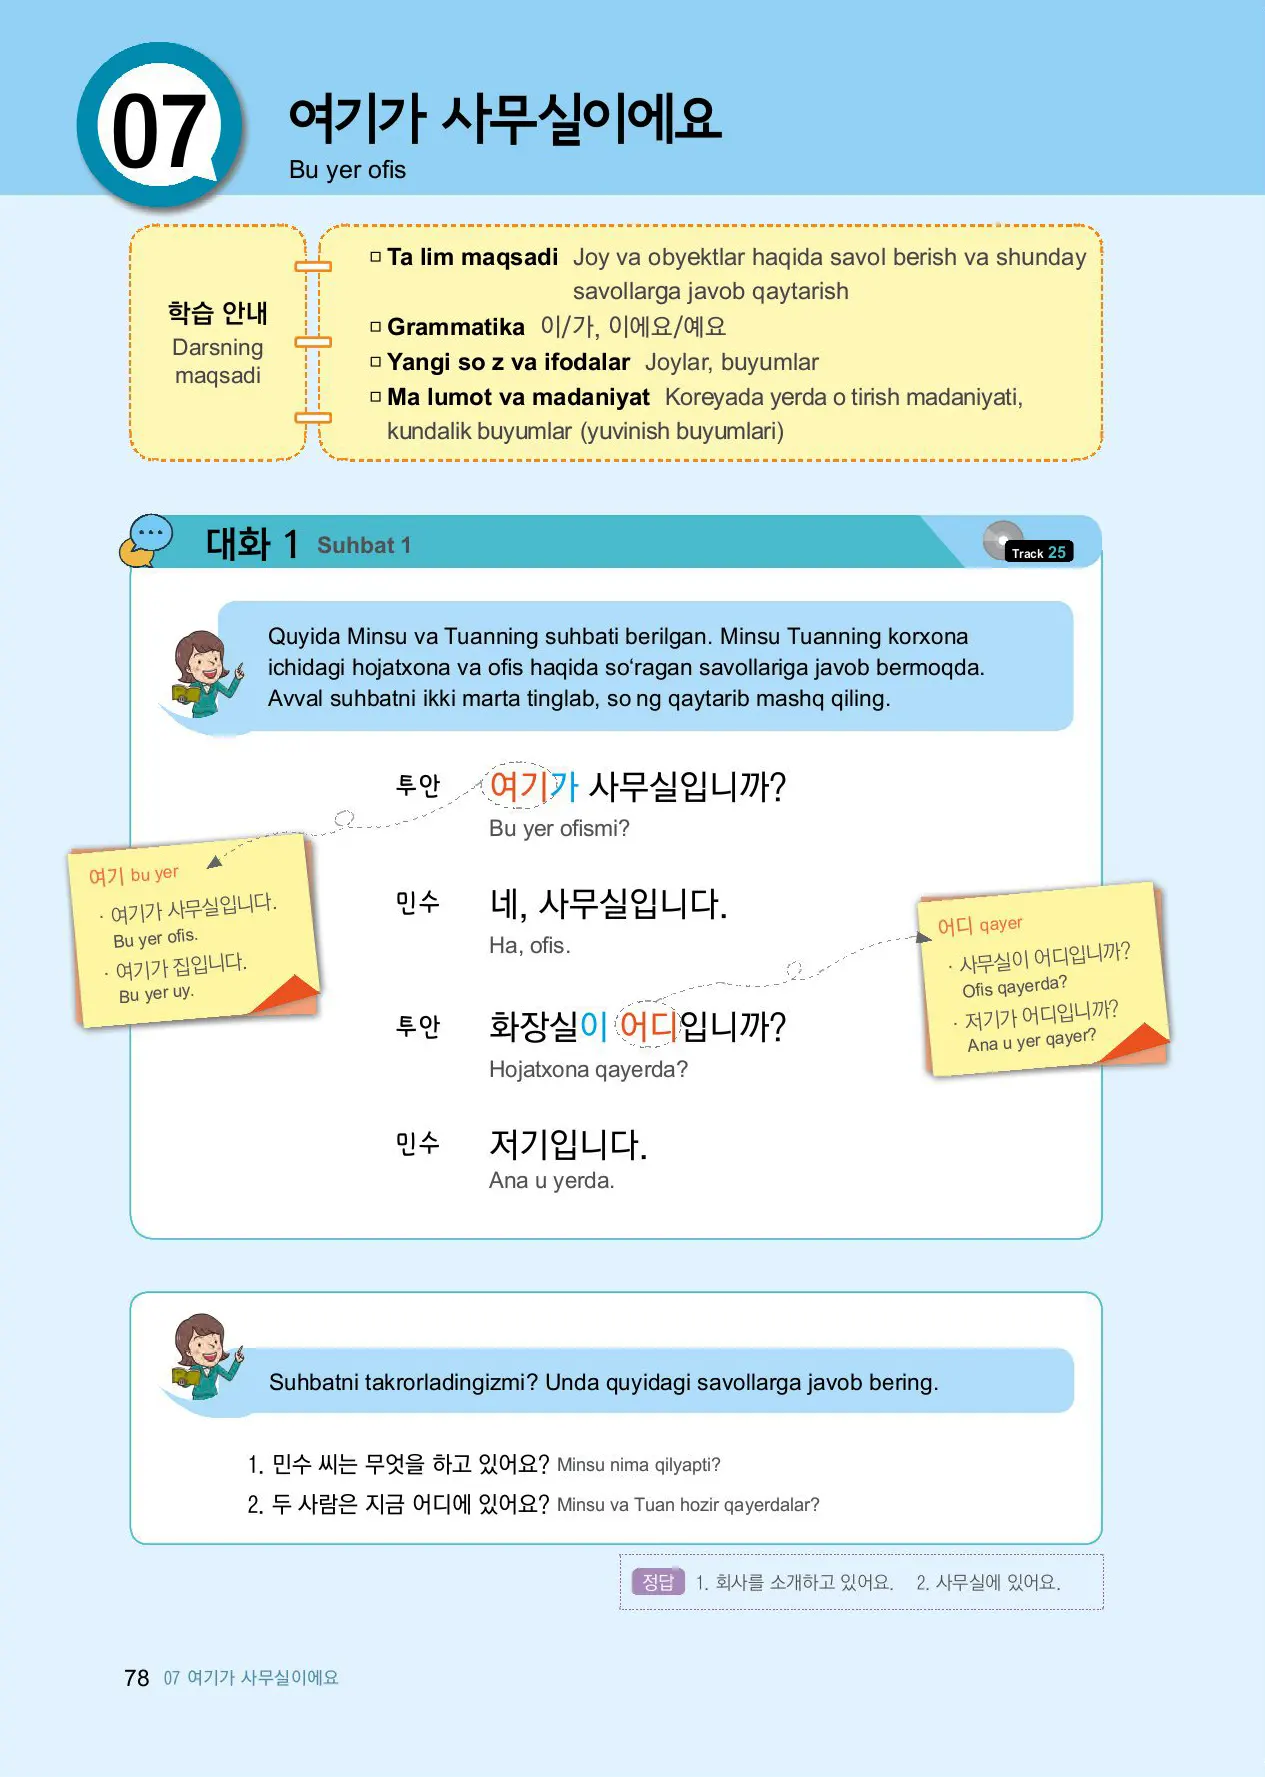 07
여기가 사무실이에요
Bu yer ofis
학습 안내
Darsning
maqsadi
Ta lim maqsadi Joy va obyektlar haqida savol berish va shunday
savollarga javob qaytarish
Grammatika 이/가, 이에요/예요
Yangi so z va ifodalar Joylar, buyumlar
Ma lumot va madaniyat Koreyada yerda o tirish madaniyati,
kundalik buyumlar (yuvinish buyumlari)
대화 1 Suhbat 1
Track 25
Quyida Minsu va Tuanning suhbati berilgan. Minsu Tuanning korxona
ichidagi hojatxona va ofis haqida so‘ragan savollariga javob bermoqda.
Avval suhbatni ikki marta tinglab, so ng qaytarib mashq qiling.
투안 여기가 사무실입니까?
Bu yer ofismi?
여기 bu yer
· 여기가 사무실입니다.
Bu yer ofis.
· 여기가 집입니다.
Bu yer uy.
민수 네, 사무실입니다.
Ha, ofis.
어디 qayer
· 사무실이 어디입니까?
Ofis qayerda?
· 저기가 어디입니까?
Ana u yer qayer?
투안 화장실이 어디입니까?
Hojatxona qayerda?
민수 저기입니다.
Ana u yerda.
Suhbatni takrorladingizmi? Unda quyidagi savollarga javob bering.
1. 민수 씨는 무엇을 하고 있어요? Minsu nima qilyapti?
2. 두 사람은 지금 어디에 있어요? Minsu va Tuan hozir qayerdalar?
정답 1. 회사를 소개하고 있어요. 2. 사무실에 있어요.
78 07 여기가 사무실이에요